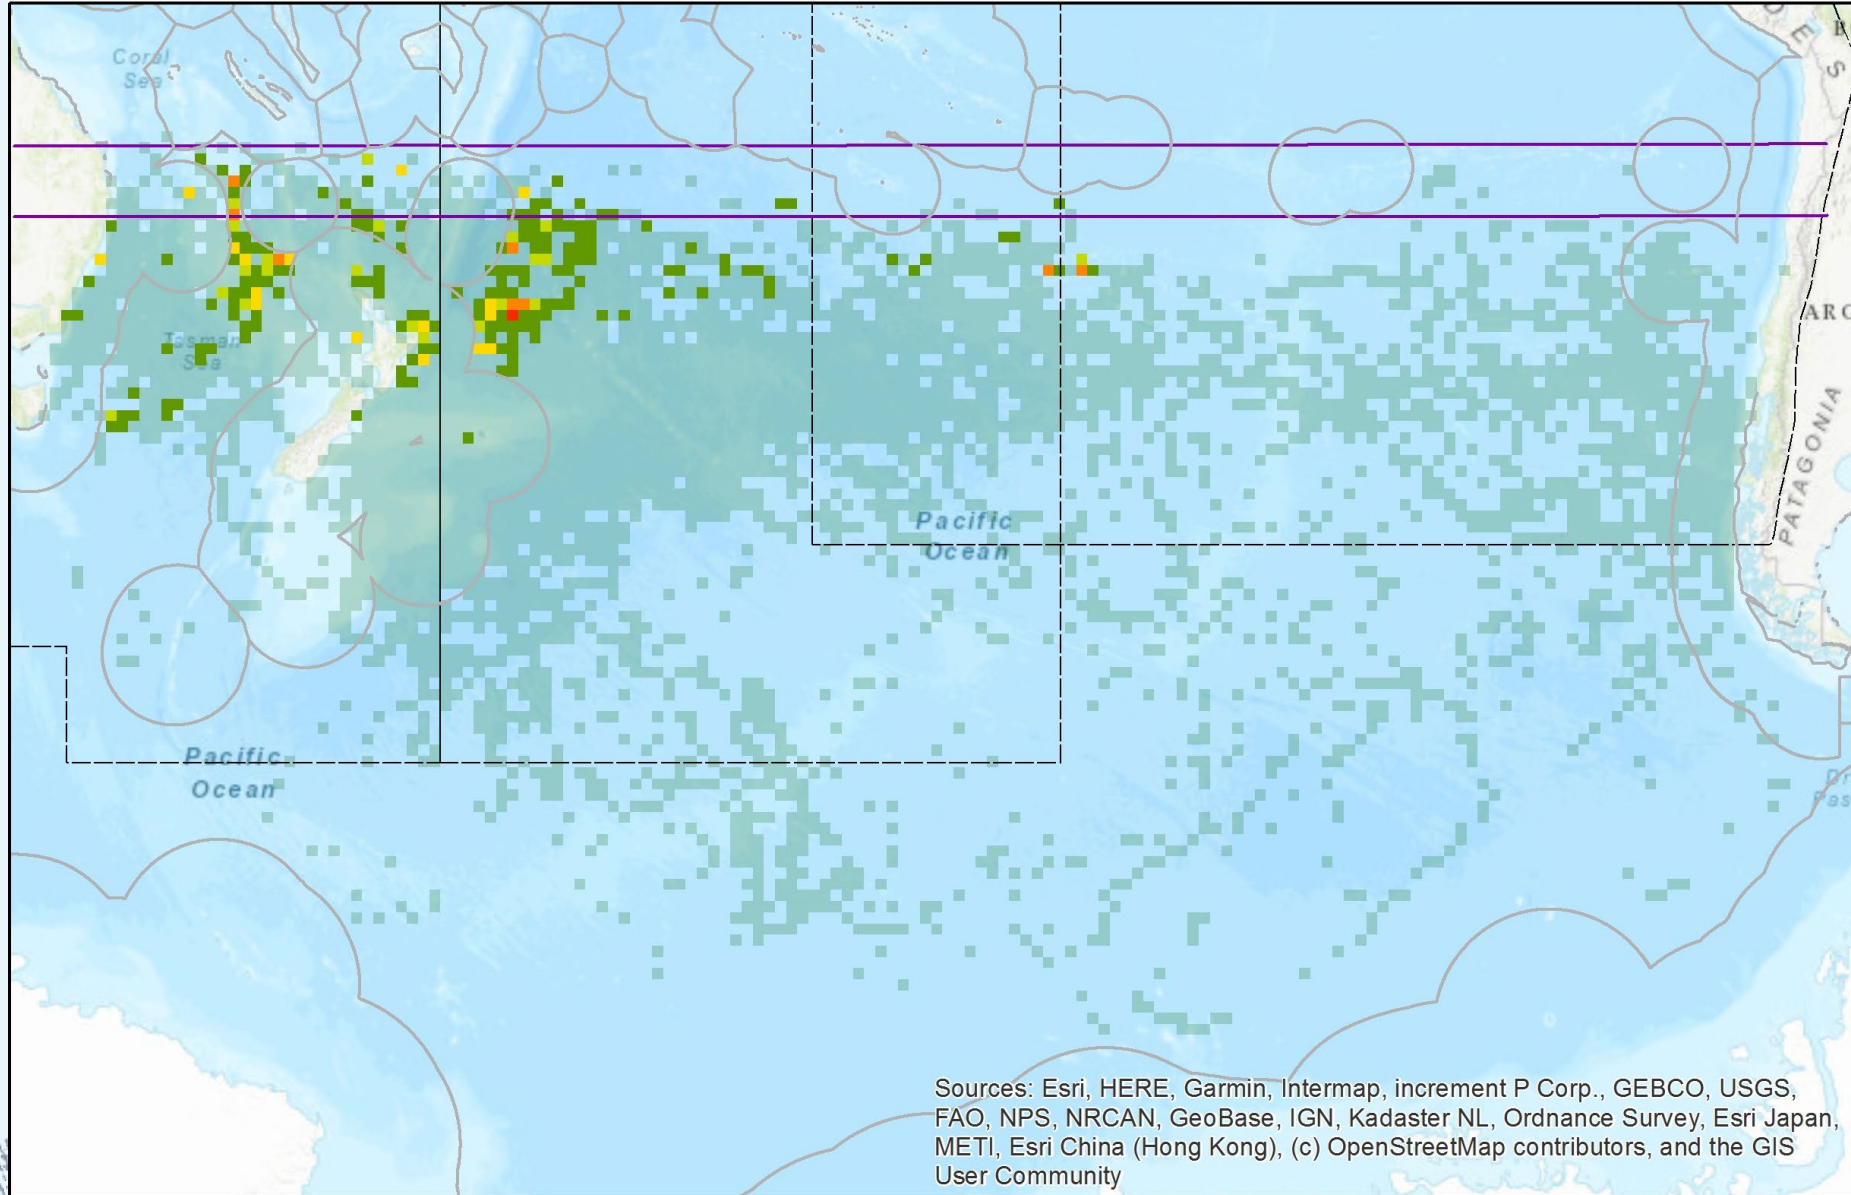 Coral
Sea
D E S
B
ARG
PATAGONIA
Tasman
Sea
Pacific
Ocean
Pacific
Ocean
Sources: Esri, HERE, Garmin, Intermap, increment P Corp., GEBCO, USGS,
FAO, NPS, NRCAN, GeoBase, IGN, Kadaster NL, Ordnance Survey, Esri Japan,
METI, Esri China (Hong Kong), (c) OpenStreetMap contributors, and the GIS
User Community